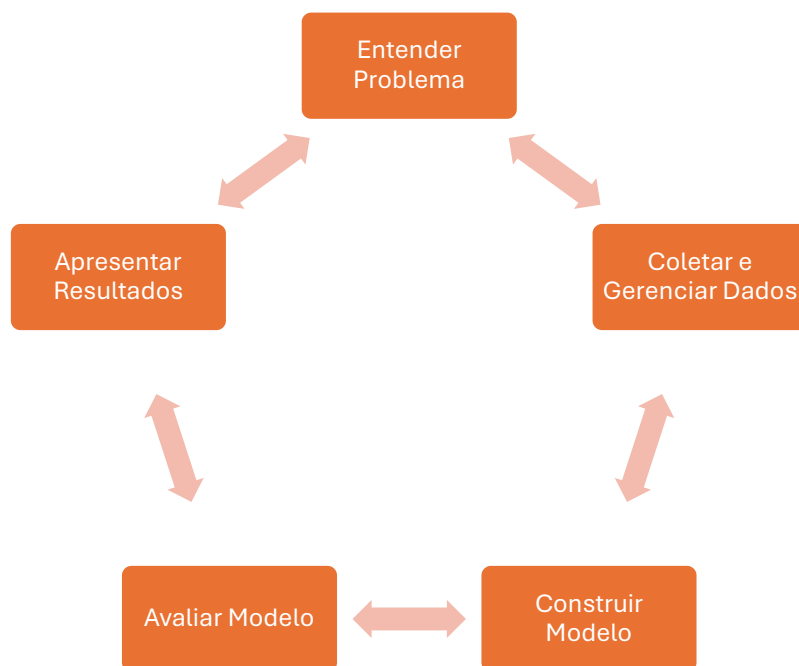 Entender
Problema
Apresentar
Resultados
Coletar e
Gerenciar Dados
Avaliar Modelo
Construir
Modelo